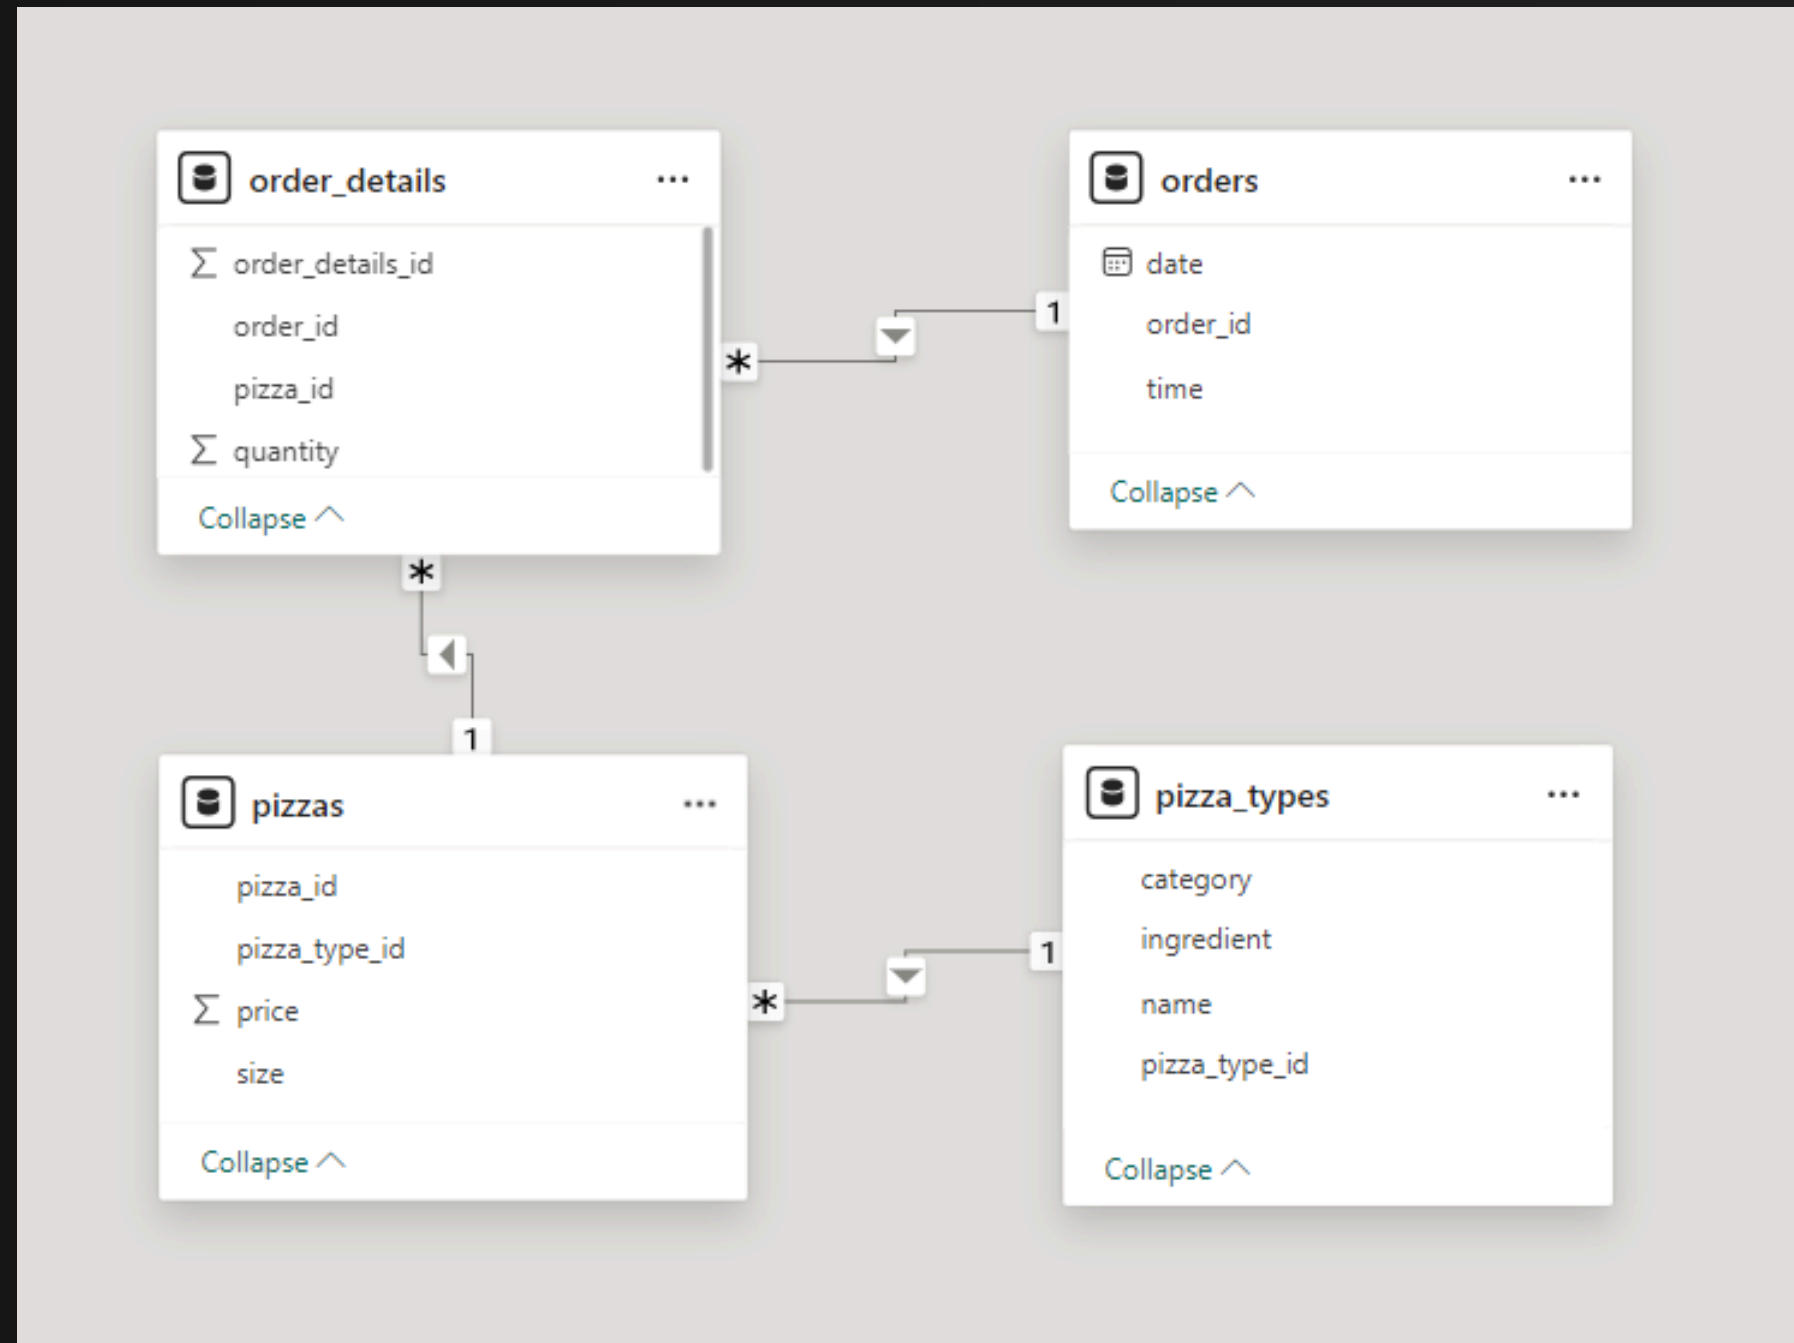 order_details ...
order_details_id
order_id
pizza_id
quantity
Collapse
orders ...
date
order_id
time
Collapse
* 1
* 1
pizzas ...
pizza_id
pizza_type_id
price
size
Collapse
pizza_types ...
category
ingredient
name
pizza_type_id
Collapse
* 1